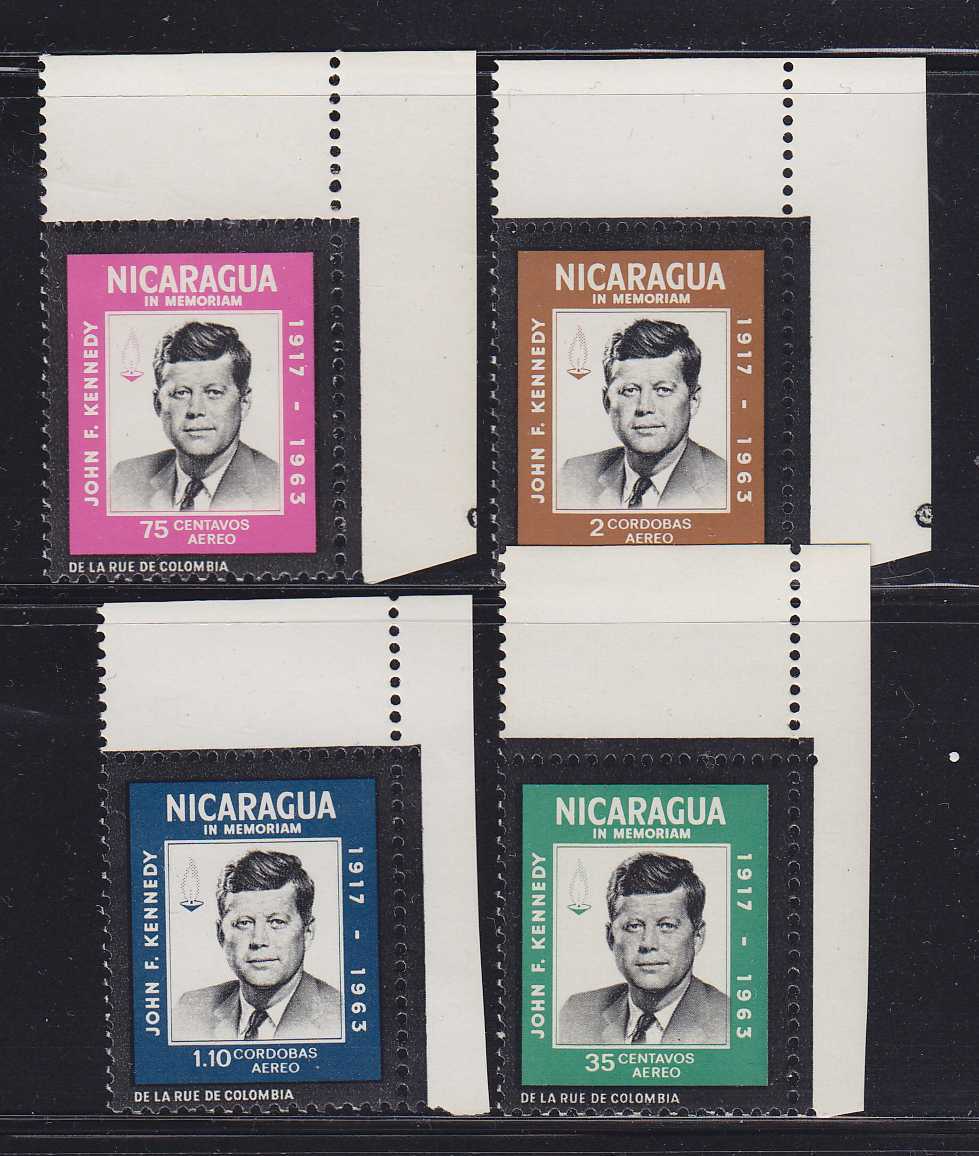 NICARAGUA
IN MEMORIAM
JOHN F. KENNEDY
1917 - 1963
75 CENTAVOS
AEREO
DE LA RUE DE COLOMBIA
NICARAGUA
IN MEMORIAM
JOHN F. KENNEDY
1917 - 1963
2 CORDOBAS
AEREO
NICARAGUA
IN MEMORIAM
JOHN F. KENNEDY
1917 - 1963
1.10 CORDOBAS
AEREO
DE LA RUE DE COLOMBIA
NICARAGUA
IN MEMORIAM
JOHN F. KENNEDY
1917 - 1963
35 CENTAVOS
AEREO
DE LA RUE DE COLOMBIA